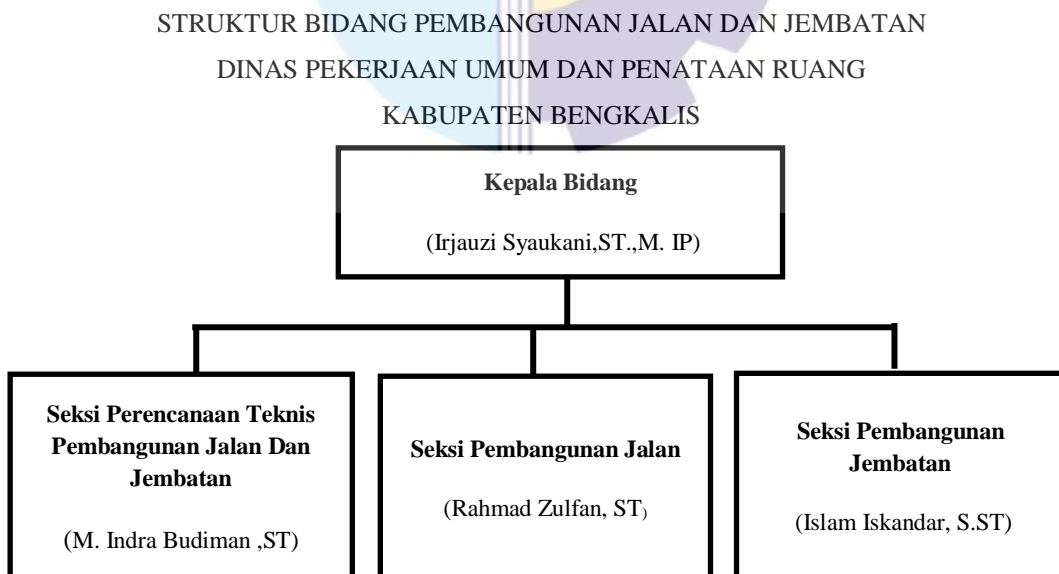 STRUKTUR BIDANG PEMBANGUNAN JALAN DAN JEMBATAN
DINAS PEKERJAAN UMUM DAN PENATAAN RUANG
KABUPATEN BENGKALIS
Kepala Bidang
(Irjauzi Syaukani,ST.,M. IP)
Seksi Perencanaan Teknis
Pembangunan Jalan Dan
Jembatan
(M. Indra Budiman ,ST)
Seksi Pembangunan Jalan
(Rahmad Zulfan, ST)
Seksi Pembangunan
Jembatan
(Islam Iskandar, S.ST)